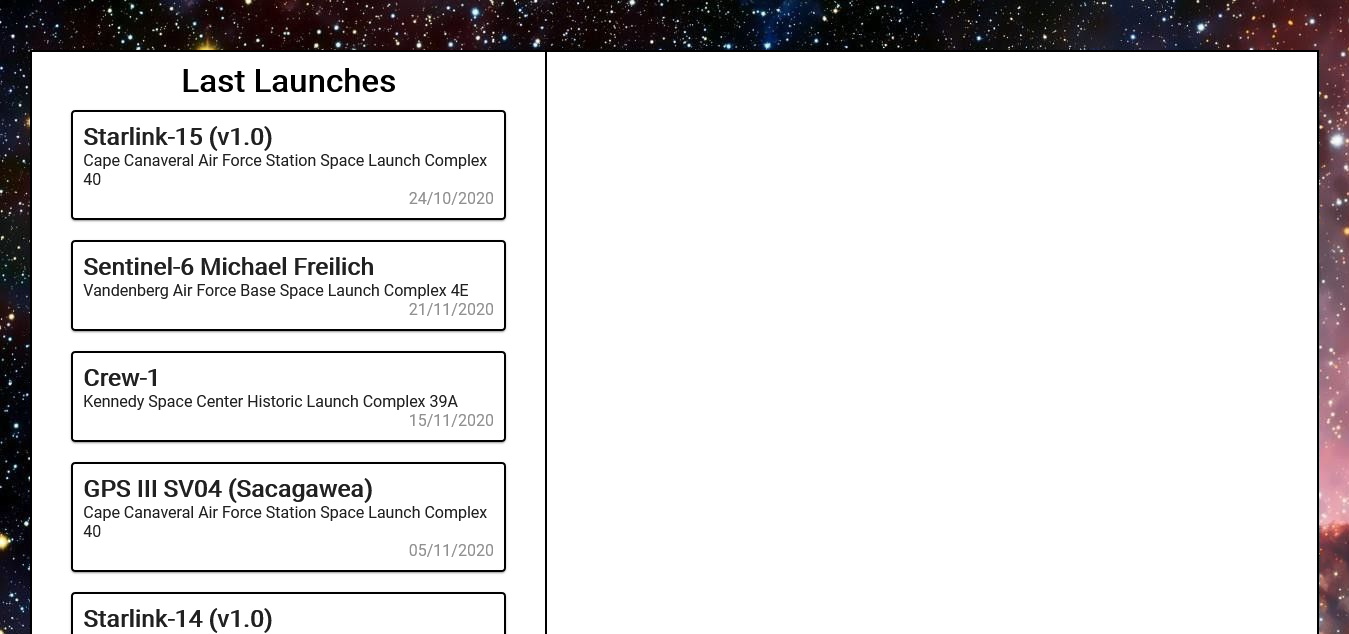 Last Launches
Starlink-15 (v1.0)
Cape Canaveral Air Force Station Space Launch Complex
40
24/10/2020
Sentinel-6 Michael Freilich
Vandenberg Air Force Base Space Launch Complex 4E
21/11/2020
Crew-1
Kennedy Space Center Historic Launch Complex 39A
15/11/2020
GPS III SV04 (Sacagawea)
Cape Canaveral Air Force Station Space Launch Complex
40
05/11/2020
Starlink-14 (v1.0)